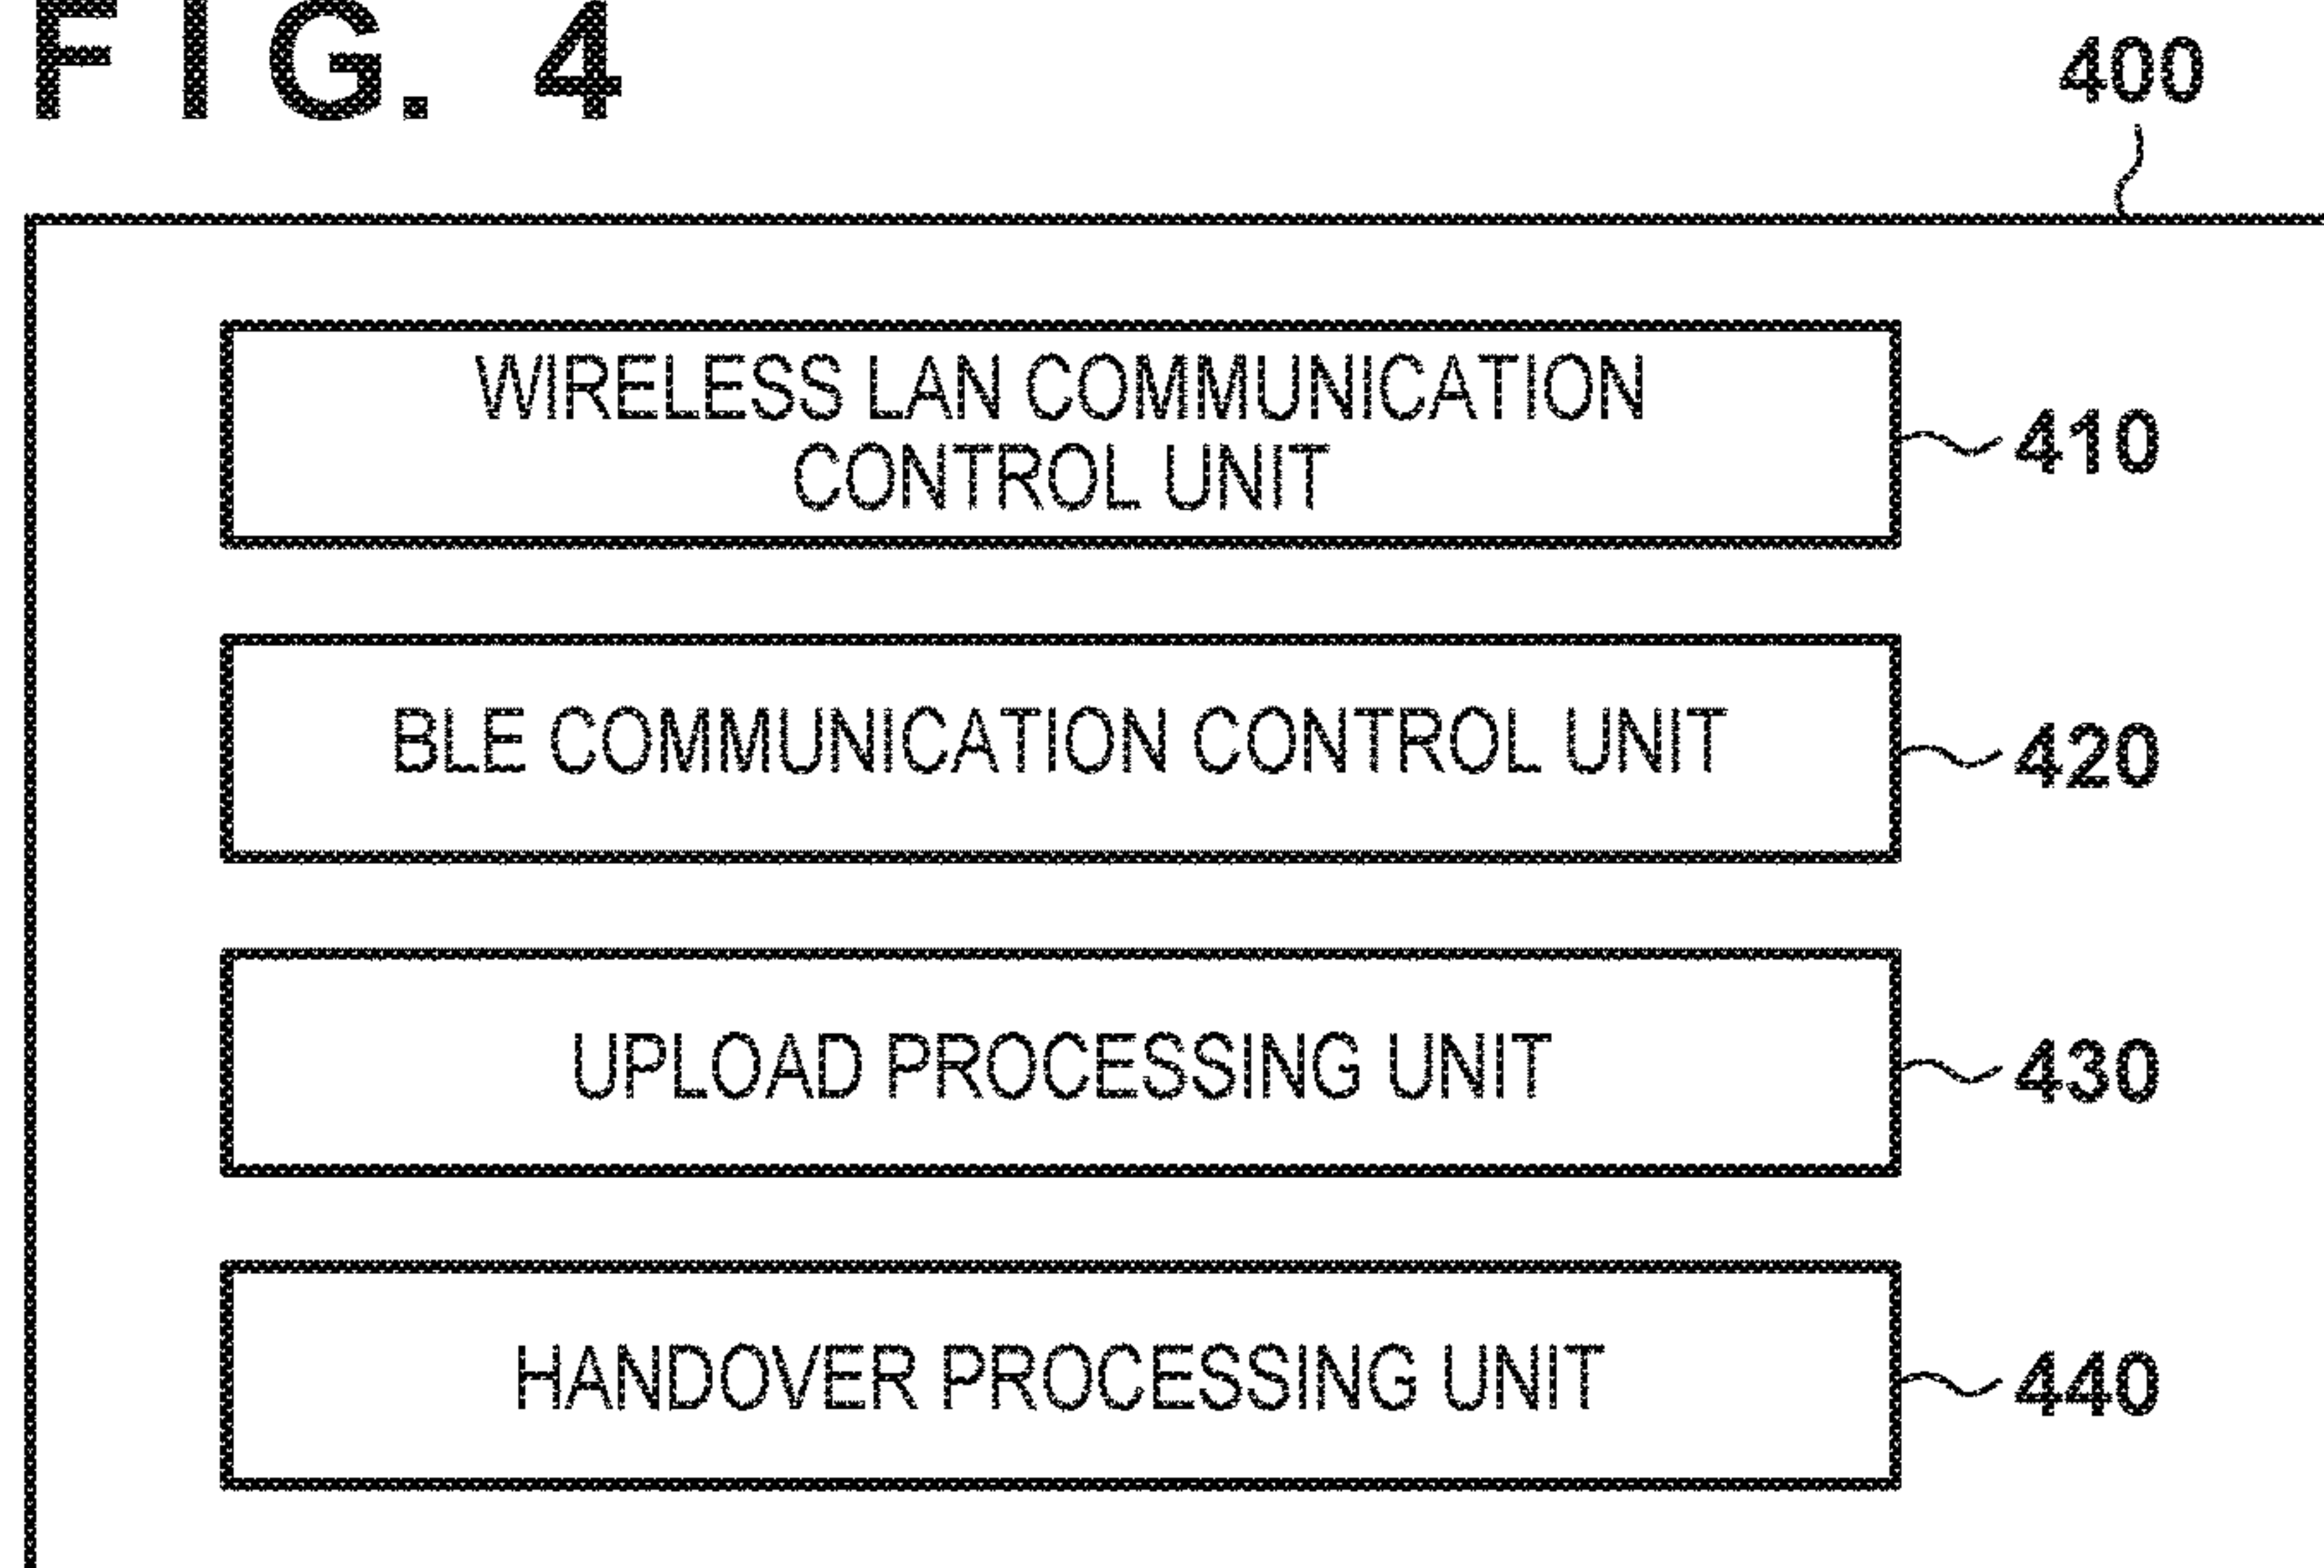 FIG. 4
400
WIRELESS LAN COMMUNICATION
CONTROL UNIT
410
BLE COMMUNICATION CONTROL UNIT
420
UPLOAD PROCESSING UNIT
430
HANDOVER PROCESSING UNIT
440